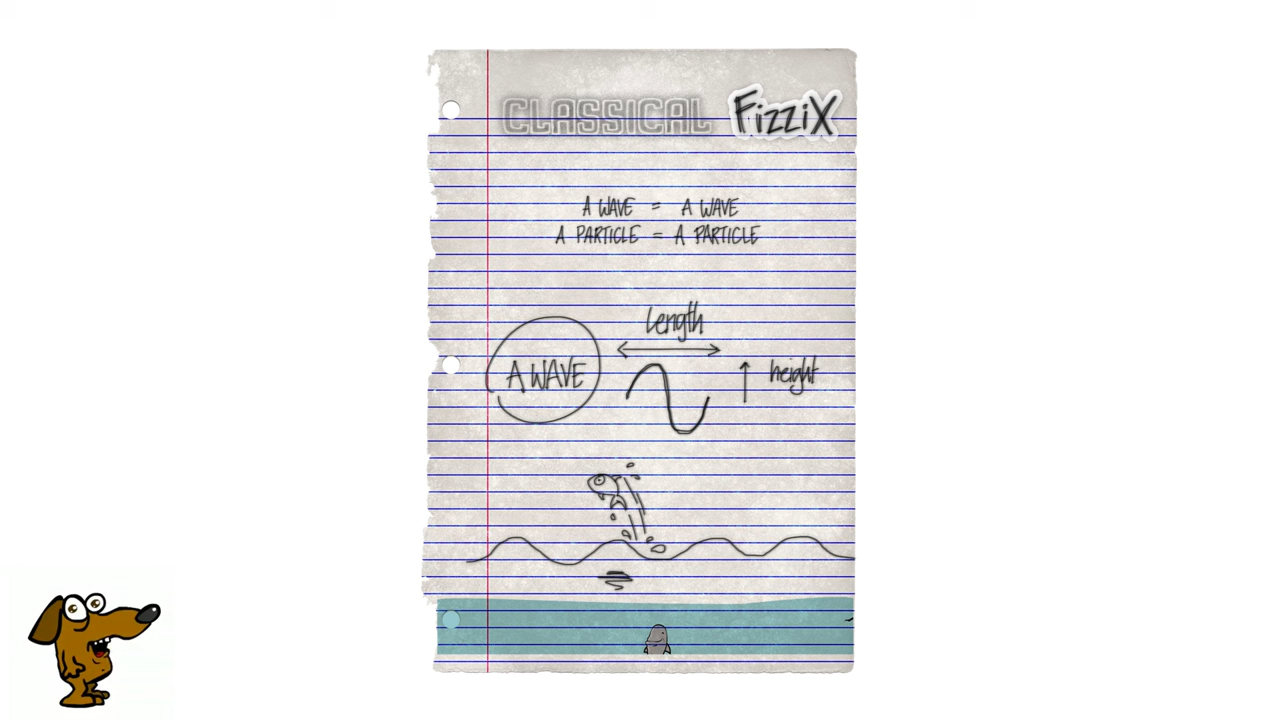 CLASSICAL FizziX
A WAVE = A WAVE
A PARTICLE = A PARTICLE
length
A WAVE
height